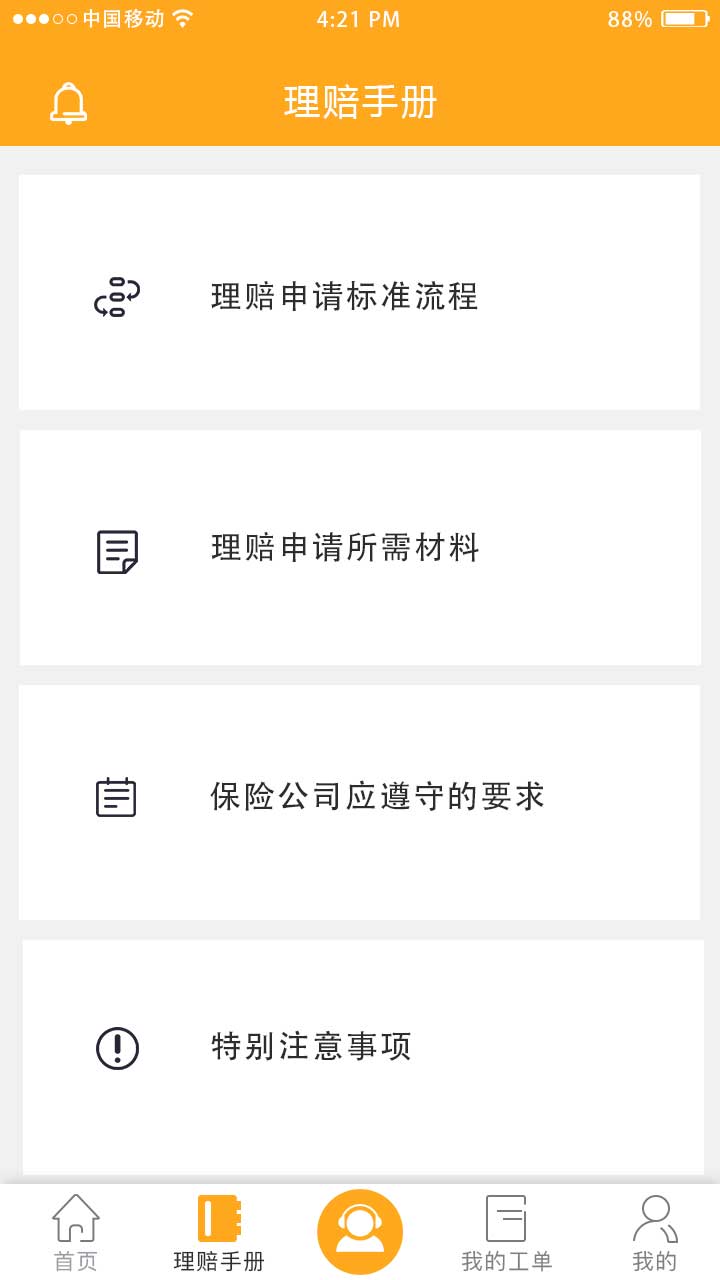 中国移动 4:21 PM 88%
理赔手册
理赔申请标准流程
理赔申请所需材料
保险公司应遵守的要求
特别注意事项
首页 理赔手册 我的工单 我的